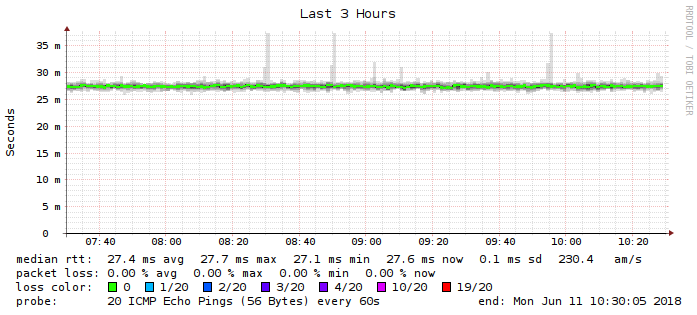 Last 3 Hours
RRDTOOL / TOBI OETIKER
Seconds
35 m
30 m
25 m
20 m
15 m
10 m
5 m
0
07:40 08:00 08:20 08:40 09:00 09:20 09:40 10:00 10:20
median rtt: 27.4 ms avg 27.7 ms max 27.1 ms min 27.6 ms now 0.1 ms sd 230.4 am/s
packet loss: 0.00 % avg 0.00 % max 0.00 % min 0.00 % now
loss color: 0 1/20 2/20 3/20 4/20 10/20 19/20
probe: 20 ICMP Echo Pings (56 Bytes) every 60s end: Mon Jun 11 10:30:05 2018